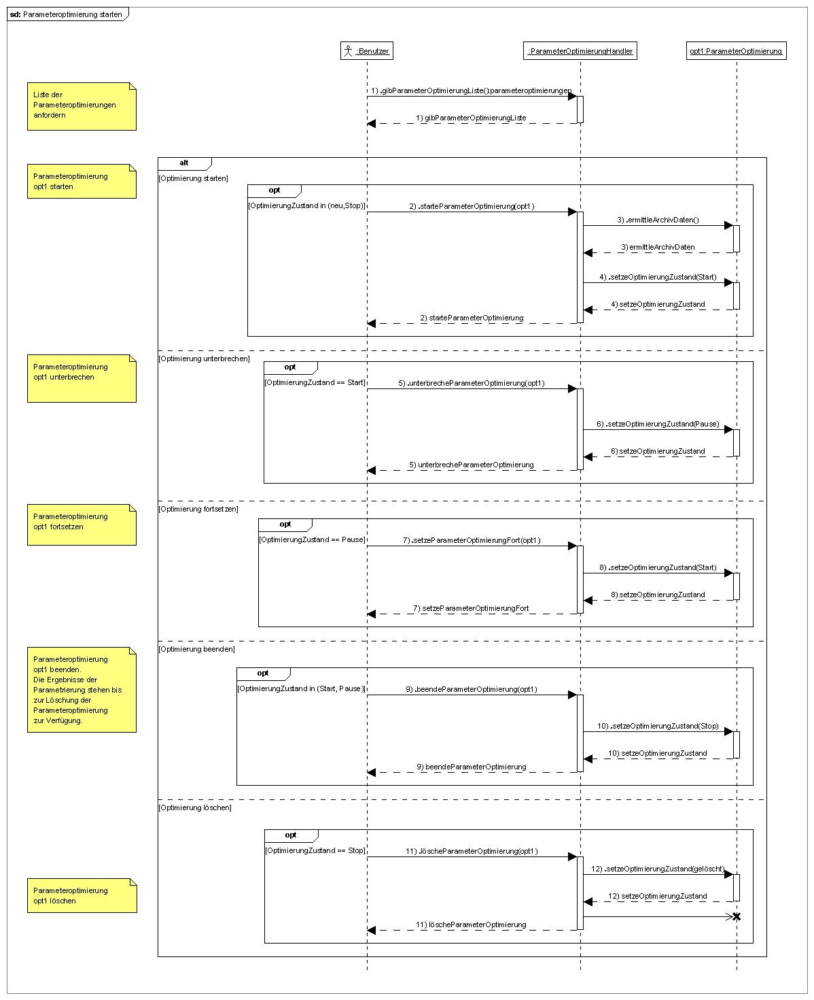 sd: Parameteroptimierung starten
:Benutzer
:ParameterOptimierungHandler
opt1:ParameterOptimierung
Liste der
Parameteroptimierungen
anfordern
1) .gibParameterOptimierungListe():parameteroptimierungen
1) gibParameterOptimierungListe
alt
Parameteroptimierung
opt1 starten
[Optimierung starten]
opt
[OptimierungZustand in (neu,Stop)]
2) .starteParameterOptimierung(opt1)
3) .ermittleArchivDaten()
3) ermittleArchivDaten
4) .setzeOptimierungZustand(Start)
4) setzeOptimierungZustand
2) starteParameterOptimierung
[Optimierung unterbrechen]
Parameteroptimierung
opt1 unterbrechen
opt
[OptimierungZustand == Start]
5) .unterbrecheParameterOptimierung(opt1)
6) .setzeOptimierungZustand(Pause)
6) setzeOptimierungZustand
5) unterbrecheParameterOptimierung
[Optimierung fortsetzen]
Parameteroptimierung
opt1 fortsetzen
opt
[OptimierungZustand == Pause]
7) .setzeParameterOptimierungFort(opt1)
8) .setzeOptimierungZustand(Start)
8) setzeOptimierungZustand
7) setzeParameterOptimierungFort
[Optimierung beenden]
Parameteroptimierung
opt1 beenden.
Die Ergebnisse der
Parametrierung stehen bis
zur Löschung der
Parameteroptimierung
zur Verfügung.
opt
[OptimierungZustand in (Start, Pause)]
9) .beendeParameterOptimierung(opt1)
10) .setzeOptimierungZustand(Stop)
10) setzeOptimierungZustand
9) beendeParameterOptimierung
[Optimierung löschen]
opt
[OptimierungZustand == Stop]
11) .löscheParameterOptimierung(opt1)
12) .setzeOptimierungZustand(gelöscht)
Parameteroptimierung
opt1 löschen
12) setzeOptimierungZustand
11) löscheParameterOptimierung